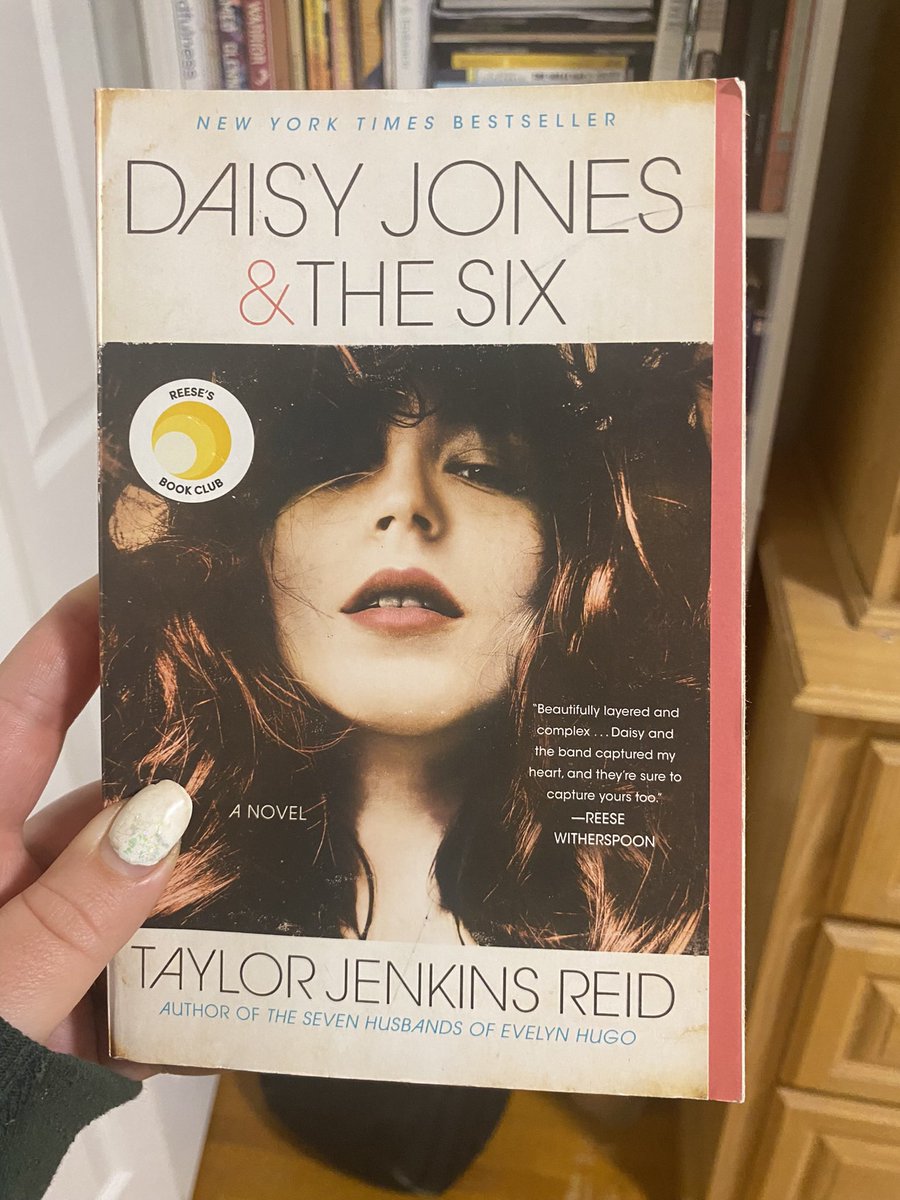 NEW YORK TIMES BESTSELLER
DAISY JONES
& THE SIX
REESE'S
BOOK CLUB
"Beautifully layered and
complex ... Daisy and
the band captured my
heart, and they're sure to
capture yours too."
—REESE
WITHERSPOON
A NOVEL
TAYLOR JENKINS REID
AUTHOR OF THE SEVEN HUSBANDS OF EVELYN HUGO